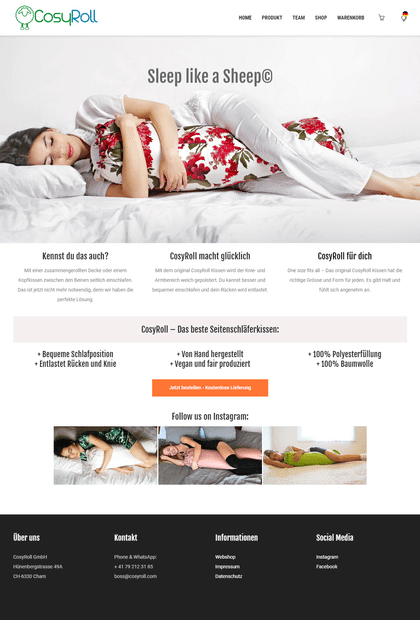 CosyRoll
HOME PRODUKT TEAM SHOP WARENKORB
Sleep like a Sheep©
Kennst du das auch?
Mit einer zusammengerollten Decke oder einem
Kopfkissen zwischen den Beinen seitlich einschlafen.
Das ist jetzt nicht mehr notwendig, denn wir haben die
perfekte Lösung.
CosyRoll macht glücklich
Mit dem original CosyRoll Kissen wird der Knie- und
Armbereich weich gepolstert. Du kannst besser und
bequemer einschlafen und dein Rücken wird entlastet.
CosyRoll für dich
One size fits all – Das original CosyRoll Kissen hat die
richtige Grösse und Form für jeden. Es gibt Halt und
fühlt sich angenehm an.
CosyRoll – Das beste Seitenschläferkissen:
+ Bequeme Schlafposition
+ Entlastet Rücken und Knie
+ Von Hand hergestellt
+ Vegan und fair produziert
+ 100% Polyesterfüllung
+ 100% Baumwolle
Jetzt bestellen - Kostenlose Lieferung
Follow us on Instagram:
Über uns
CosyRoll GmbH
Hünenbergstrasse 49A
CH-6330 Cham
Kontakt
Phone & WhatsApp:
+ 41 79 212 31 85
boss@cosyroll.com
Informationen
Webshop
Impressum
Datenschutz
Social Media
Instagram
Facebook